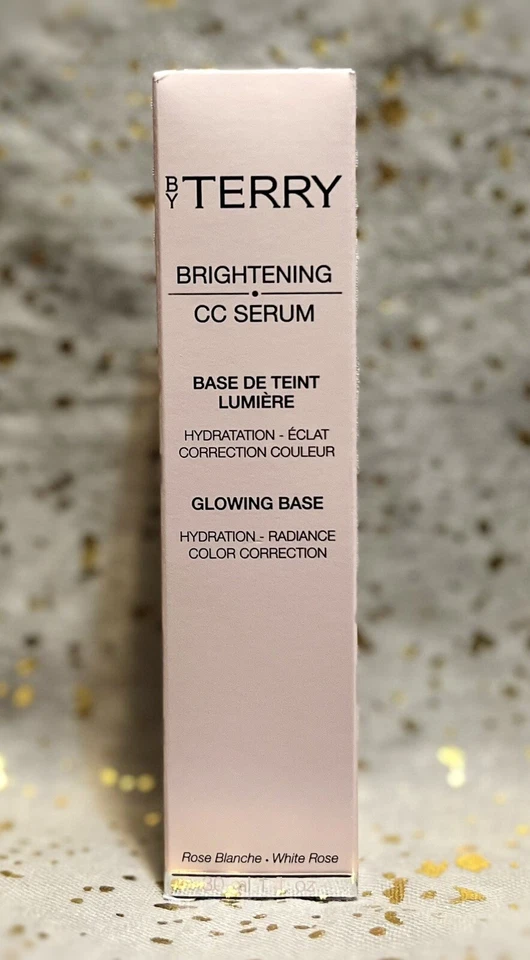 BY TERRY
BRIGHTENING
CC SERUM
BASE DE TEINT
LUMIÈRE
HYDRATATION - ÉCLAT
CORRECTION COULEUR
GLOWING BASE
HYDRATION - RADIANCE
COLOR CORRECTION
Rose Blanche • White Rose